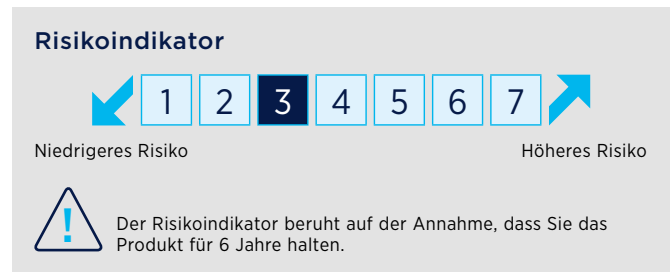 Risikoindikator
1 2 3 4 5 6 7
Niedrigeres Risiko Höheres Risiko
!
Der Risikoindikator beruht auf der Annahme, dass Sie das
Produkt für 6 Jahre halten.